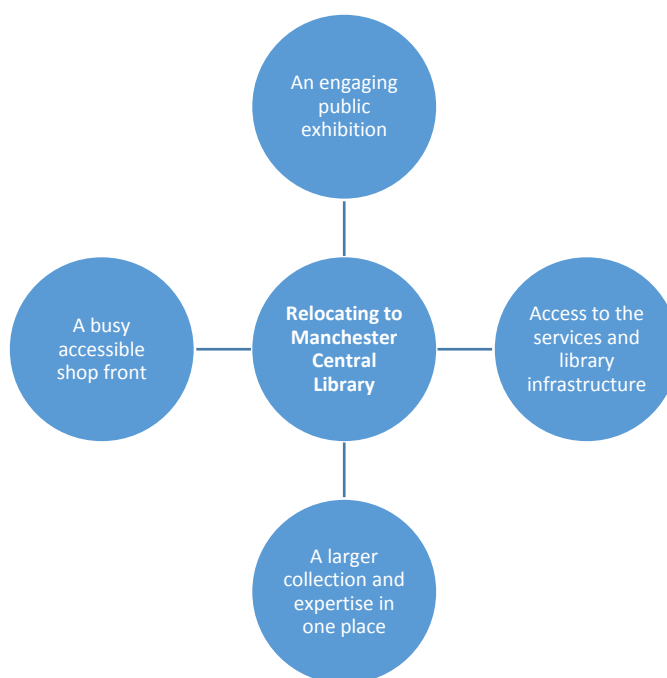 An engaging
public
exhibition
A busy
accessible
shop front
Relocating to
Manchester
Central
Library
Access to the
services and
library
infrastructure
A larger
collection and
expertise in
one place